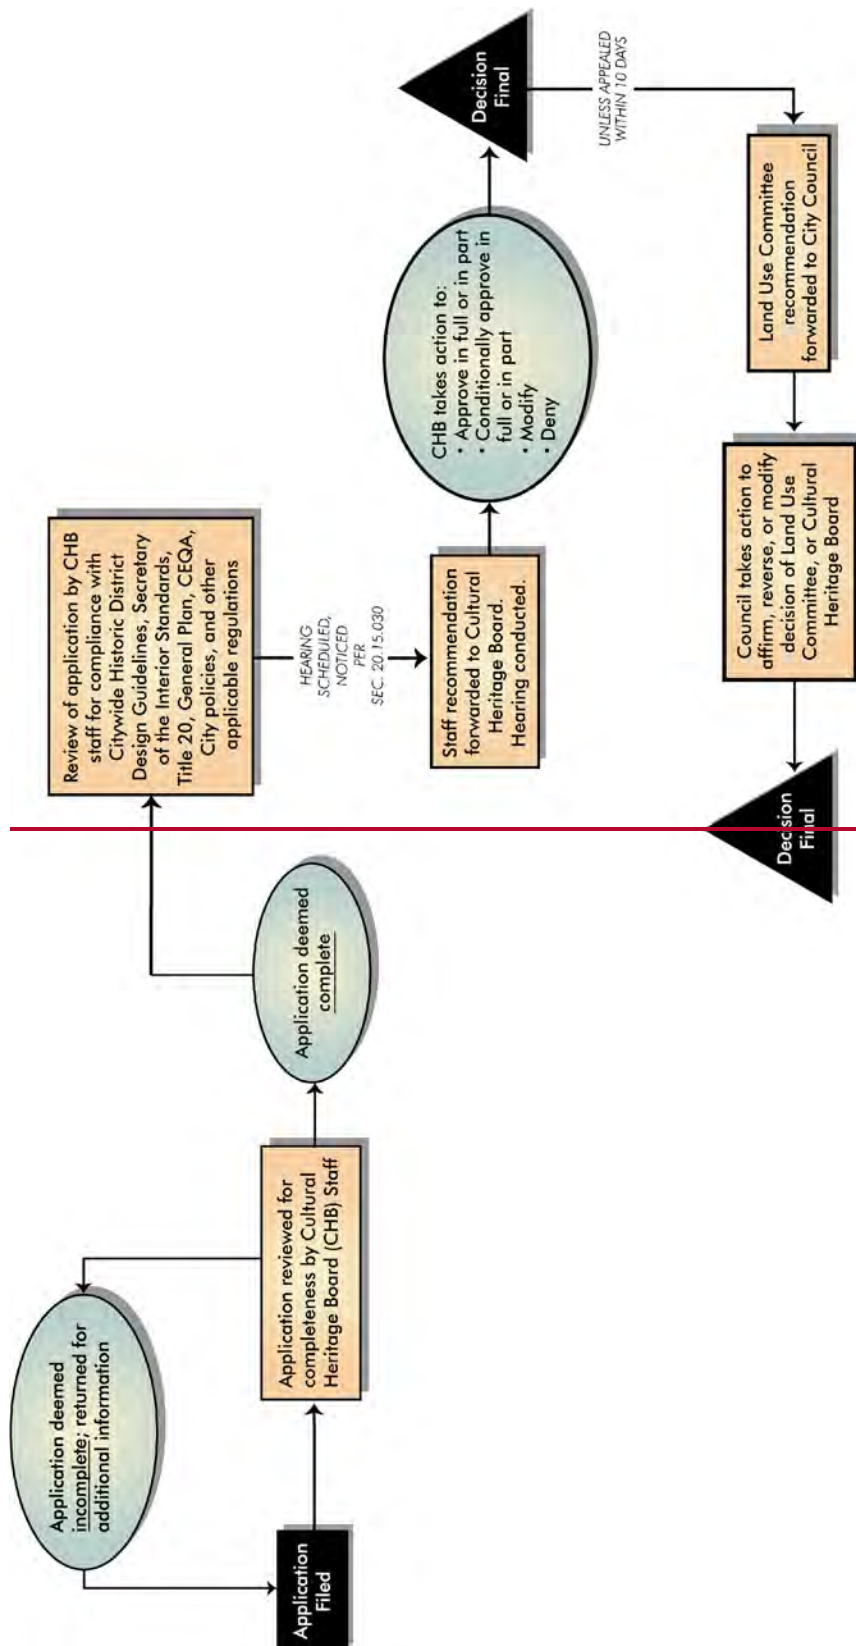 Application
Filed
Application deemed
incomplete; returned for
additional information
Application reviewed for
completeness by Cultural
Heritage Board (CHB) Staff
Application deemed
complete
Review of application by CHB
staff for compliance with
Citywide Historic District
Design Guidelines, Secretary
of the Interior Standards,
Title 20, General Plan, CEQA,
City policies, and other
applicable regulations
HEARING
SCHEDULED,
NOTICED
PER
SEC. 20.15.030
Staff recommendation
forwarded to Cultural
Heritage Board.
Hearing conducted.
CHB takes action to:
• Approve in full or in part
• Conditionally approve in
full or in part
• Modify
• Deny
Decision
Final
UNLESS APPEALED
WITHIN 10 DAYS
Land Use Committee
recommendation
forwarded to City Council
Council takes action to
affirm, reverse, or modify
decision of Land Use
Committee, or Cultural
Heritage Board
Decision
Final